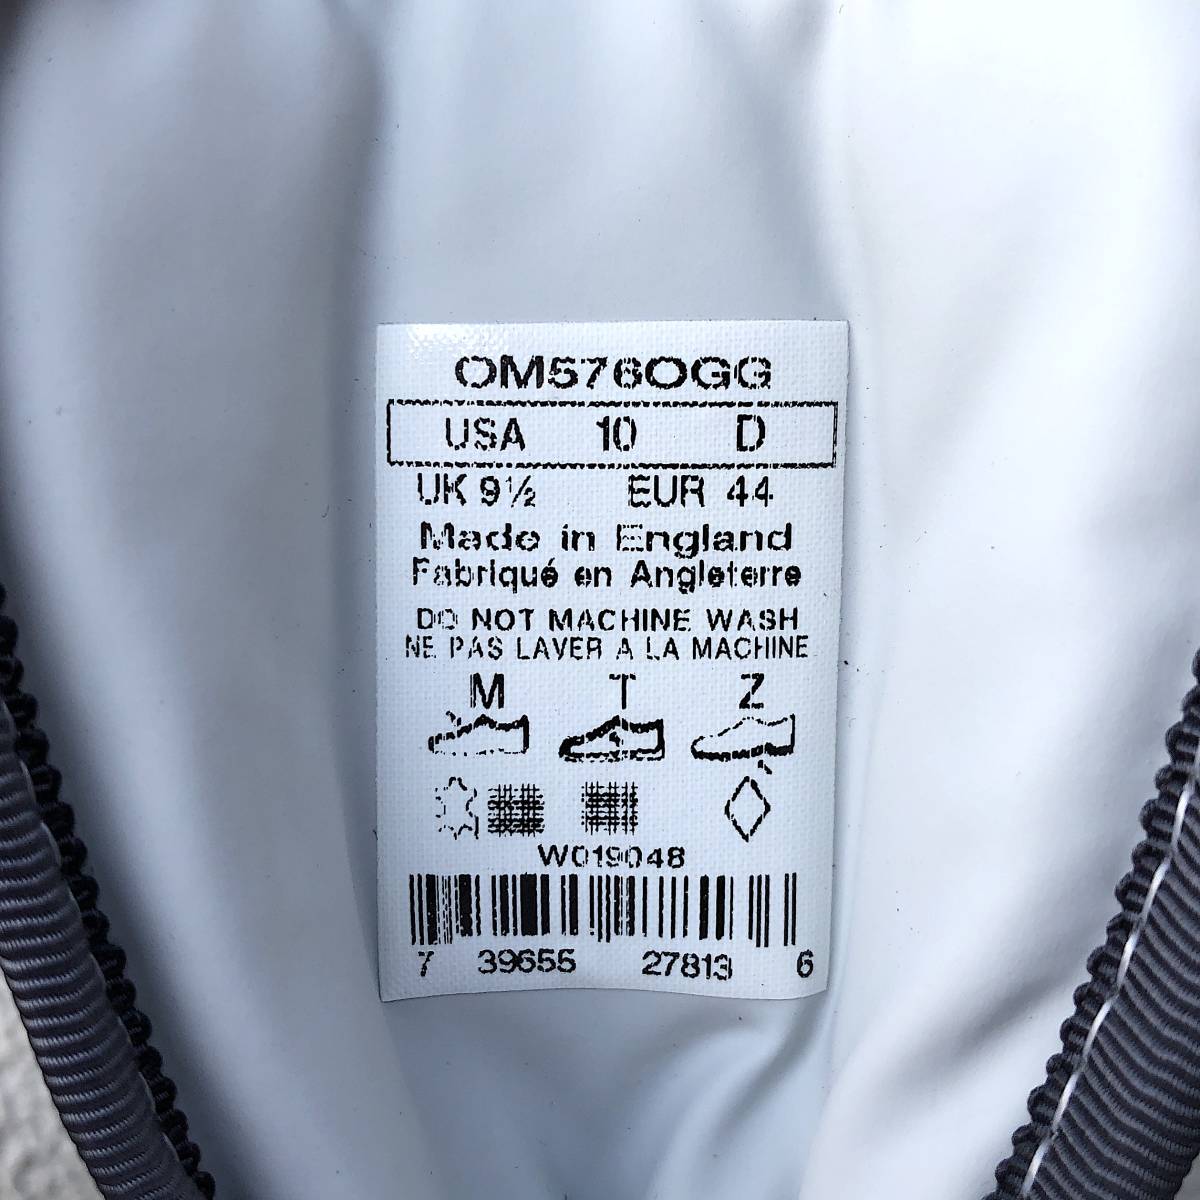 OM576OGG
USA 10 D
UK 9½ EUR 44
Made in England
Fabriqué en Angleterre
DO NOT MACHINE WASH
NE PAS LAVER A LA MACHINE
M T Z
W019048
7 39655 27813 6